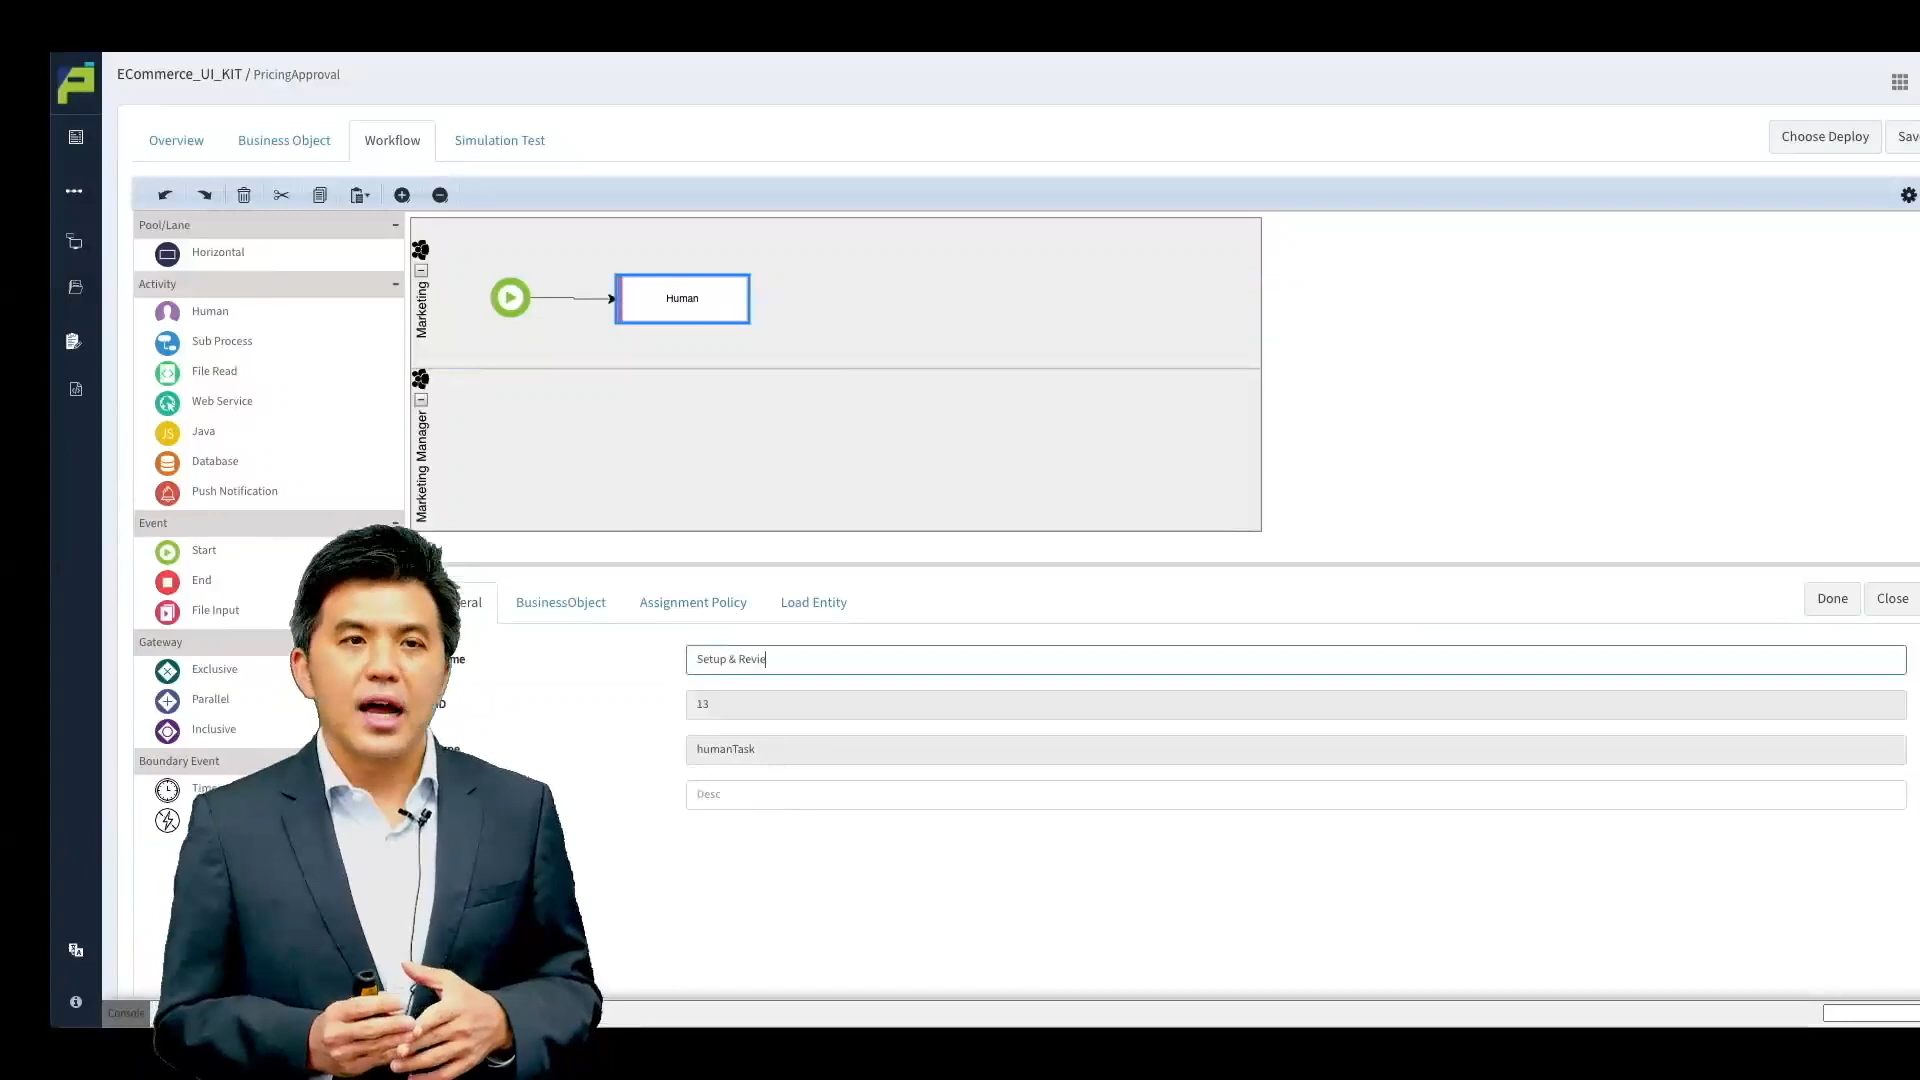 ECommerce_UI_KIT / PricingApproval
Overview
Business Object
Workflow
Simulation Test
Choose Deploy
Pool/Lane
Horizontal
Activity
Human
Sub Process
File Read
Web Service
JS
Java
Database
Push Notification
Event
Start
End
File Input
Gateway
Exclusive
Parallel
Inclusive
Boundary Event
Marketing
Human
Marketing Manager
BusinessObject
Assignment Policy
Load Entity
Done
Close
Setup & Revie
ID
13
humanTask
Desc
Console